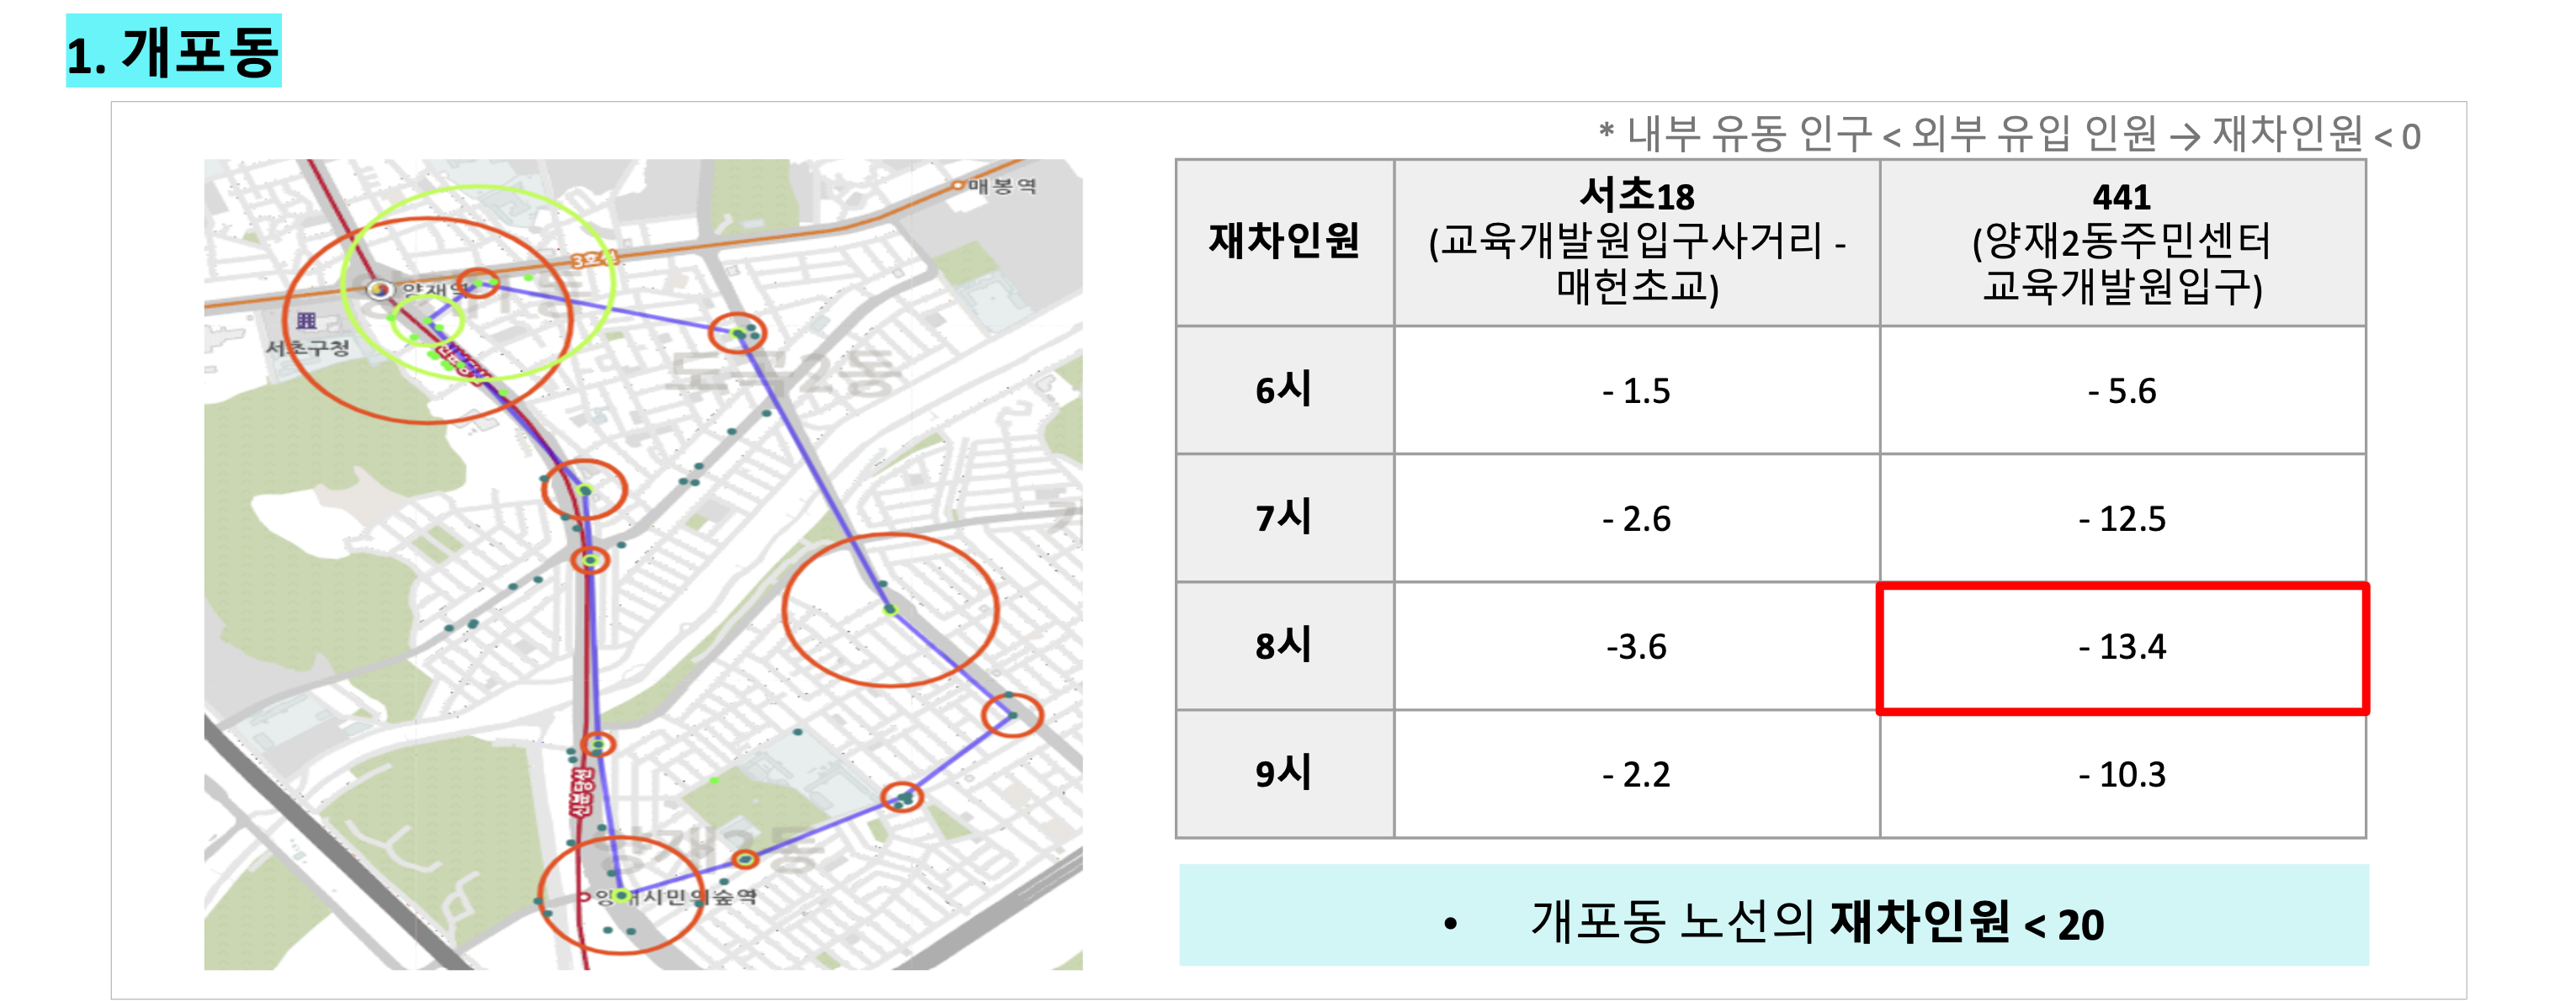 1. 개포동
* 내부 유동 인구 < 외부 유입 인원 → 재차인원 < 0
매봉역
3호선
양재역
서초구청
도곡2동
신분당선
양재2동
시민의숲역
재차인원
서초18
(교육개발원입구사거리 -
매헌초교)
441
(양재2동주민센터
교육개발원입구)
6시
- 1.5
- 5.6
7시
- 2.6
- 12.5
8시
-3.6
- 13.4
9시
- 2.2
- 10.3
• 개포동 노선의 재차인원 < 20